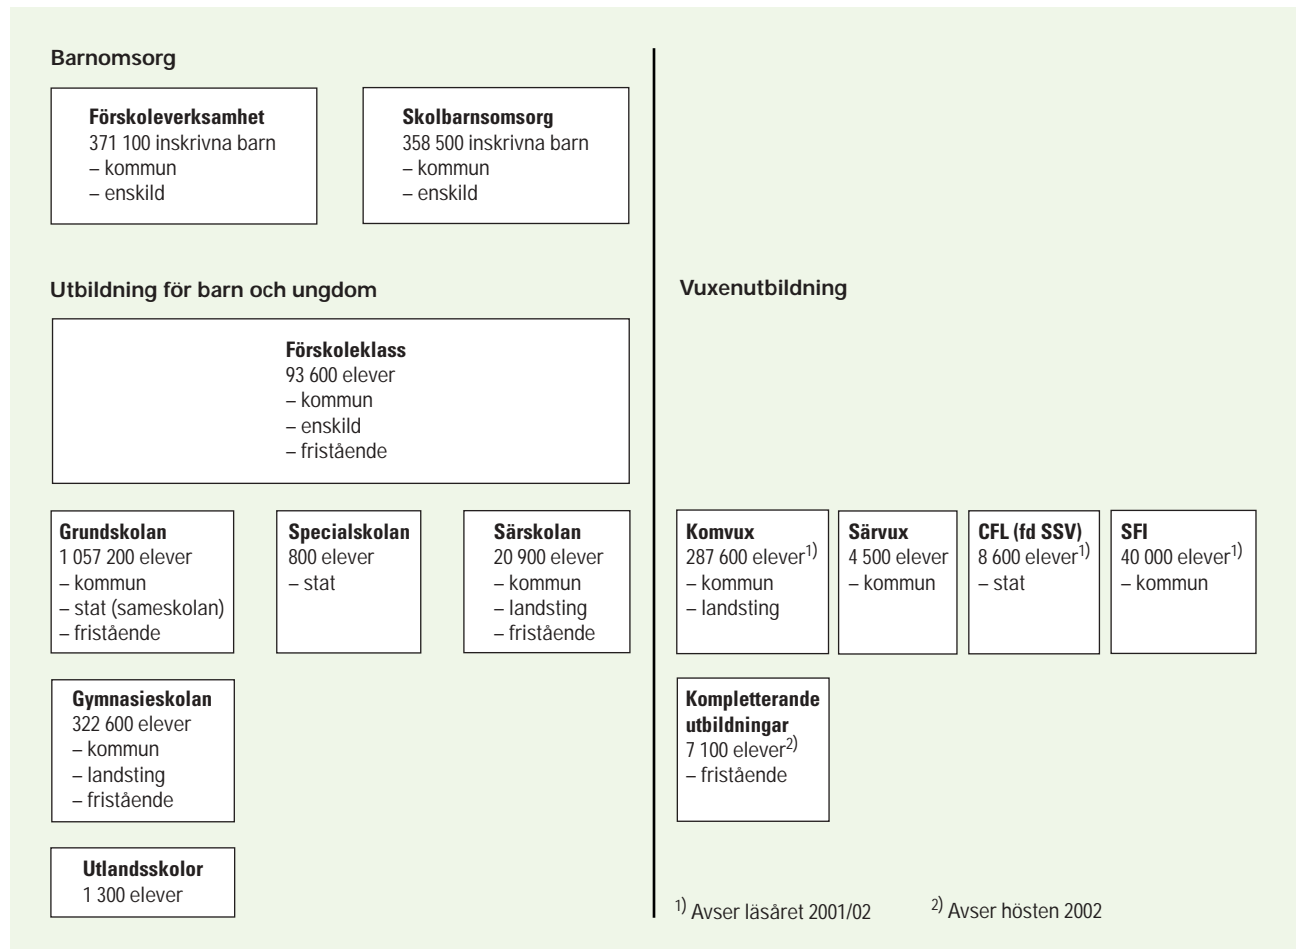 Barnomsorg
Förskoleverksamhet
371 100 inskrivna barn
– kommun
– enskild
Skolbarnsomsorg
358 500 inskrivna barn
– kommun
– enskild
Utbildning för barn och ungdom
Förskoleklass
93 600 elever
– kommun
– enskild
– fristående
Grundskolan
1 057 200 elever
– kommun
– stat (sameskolan)
– fristående
Specialskolan
800 elever
– stat
Särskolan
20 900 elever
– kommun
– landsting
– fristående
Gymnasieskolan
322 600 elever
– kommun
– landsting
– fristående
Utlandsskolor
1 300 elever
Vuxenutbildning
Komvux
287 600 elever1)
– kommun
– landsting
Särvux
4 500 elever
– kommun
CFL (fd SSV)
8 600 elever1)
– stat
SFI
40 000 elever1)
– kommun
Kompletterande
utbildningar
7 100 elever2)
– fristående
1) Avser läsåret 2001/02
2) Avser hösten 2002